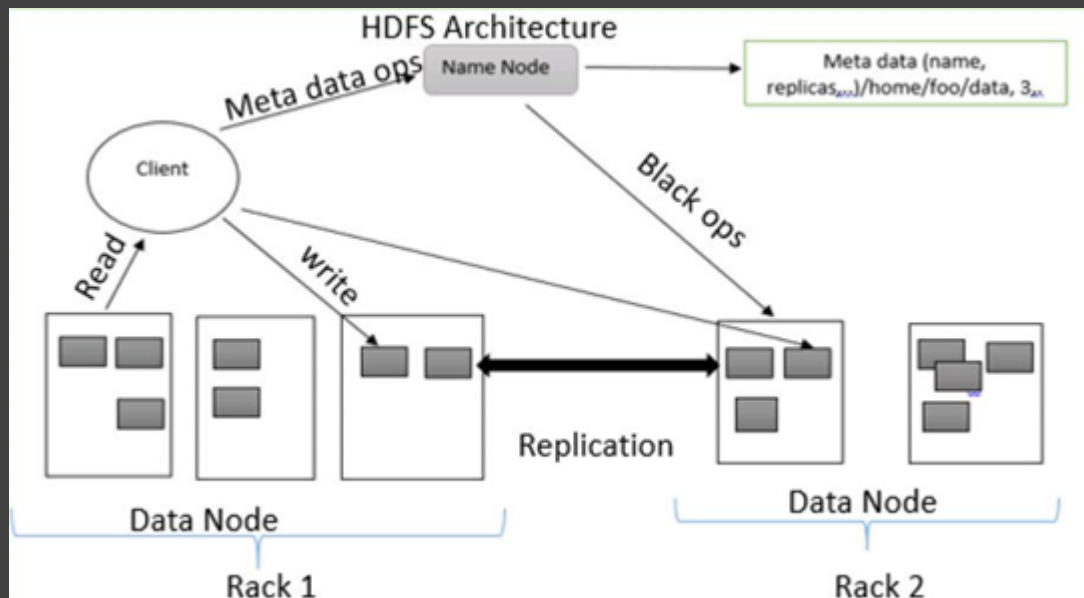 HDFS Architecture
Meta data ops
Name Node
Meta data (name,
replicas,...)/home/foo/data, 3,..
Client
Black ops
Read
write
Replication
Data Node
Data Node
Rack 1
Rack 2